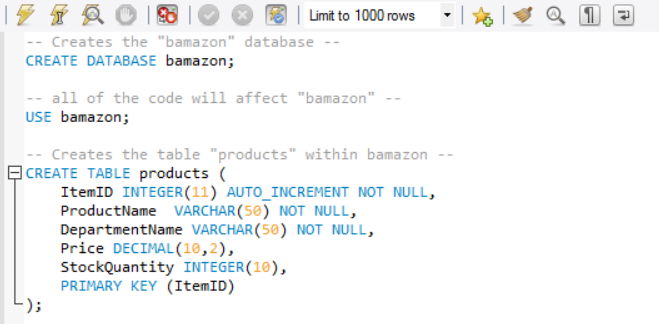 Limit to 1000 rows
-- Creates the "bamazon" database --
CREATE DATABASE bamazon;
-- all of the code will affect "bamazon" --
USE bamazon;
-- Creates the table "products" within bamazon --
CREATE TABLE products (
ItemID INTEGER(11) AUTO_INCREMENT NOT NULL,
ProductName  VARCHAR(50) NOT NULL,
DepartmentName VARCHAR(50) NOT NULL,
Price DECIMAL(10,2),
StockQuantity INTEGER(10),
PRIMARY KEY (ItemID)
);